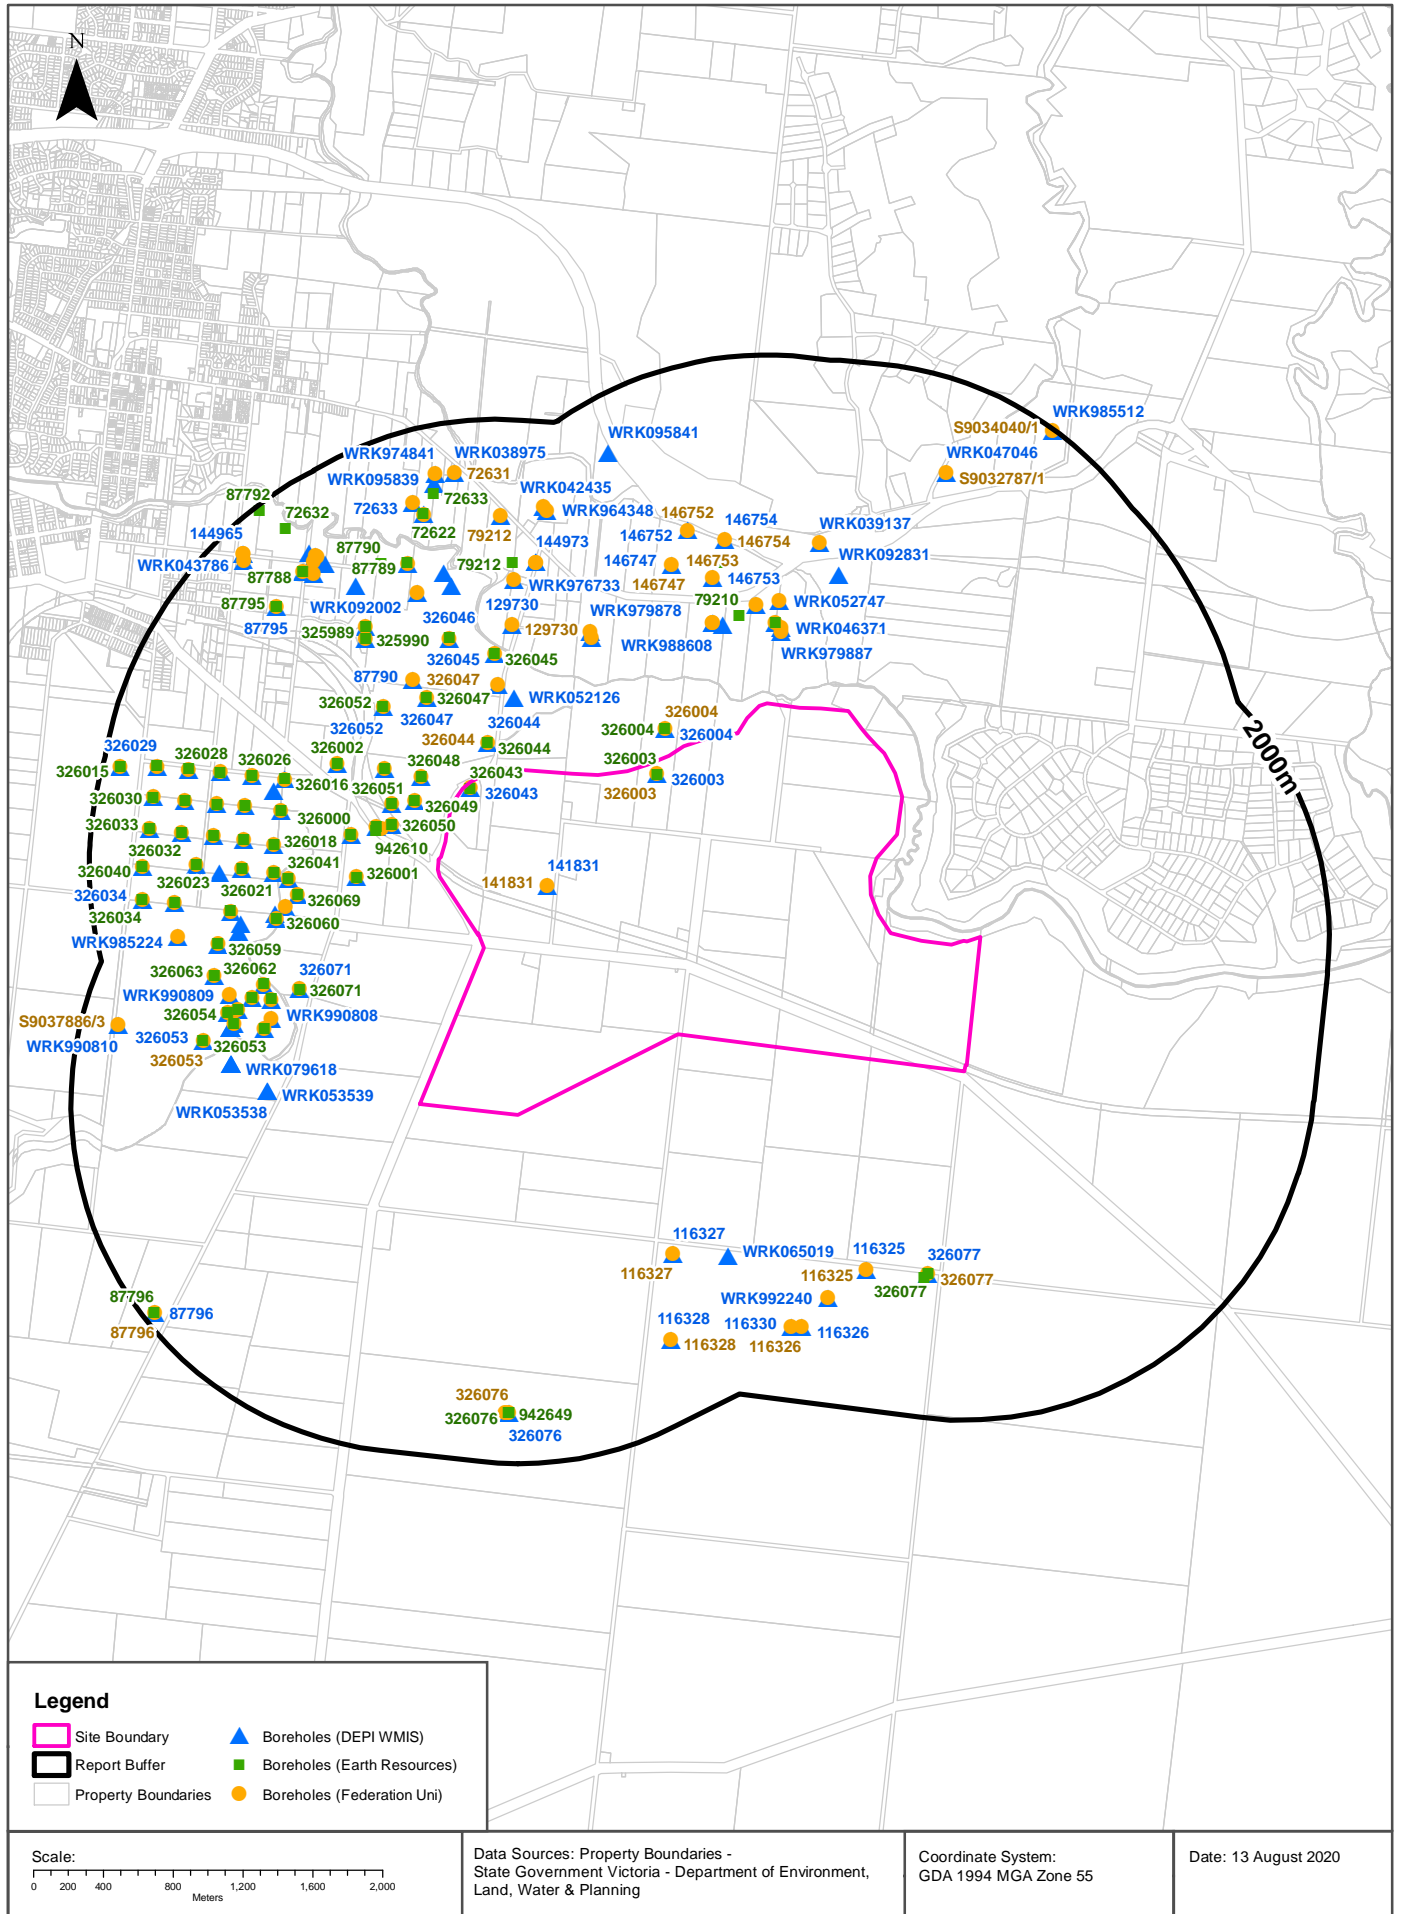 N
WRK985512
S9034040/1
WRK095841
WRK047046
S9032787/1
WRK974841
WRK038975
72631
WRK095839
WRK042435
72633
87792
72633
WRK964348
146752
72632
72622
79212
146752
146754
146754
WRK039137
144965
87790
144973
146747
146753
WRK092831
WRK043786
87789
79212
87788
WRK976733
146747
146753
87795
WRK092002
129730
WRK979878
79210
WRK052747
87795
325989
326046
129730
WRK046371
325990
326045
326045
WRK988608
WRK979887
87790
326047
326047
WRK052126
326052
326052
326047
326044
326004
326004
326004
326044
326044
326029
326028
326002
326026
326048
326003
326015
326016
326051
326043
326043
326003
326003
326030
326049
326000
326033
326050
326032
326018
942610
326040
326041
326023
326021
326001
141831
141831
326034
326069
326034
326060
WRK985224
326059
326063
326062
326071
326071
WRK990809
326054
WRK990808
S9037886/3
WRK990810
326053
326053
326053
WRK079618
WRK053539
WRK053538
2000m
116327
WRK065019
116325
326077
116327
116325
326077
326077
WRK992240
87796
87796
87796
116328
116330
116326
116328
116326
326076
326076
942649
326076
Legend
Site Boundary
Report Buffer
Property Boundaries
Boreholes (DEPI WMIS)
Boreholes (Earth Resources)
Boreholes (Federation Uni)
Scale:
0 200 400 800 1,200 1,600 2,000
Meters
Data Sources: Property Boundaries -
State Government Victoria - Department of Environment,
Land, Water & Planning
Coordinate System:
GDA 1994 MGA Zone 55
Date: 13 August 2020